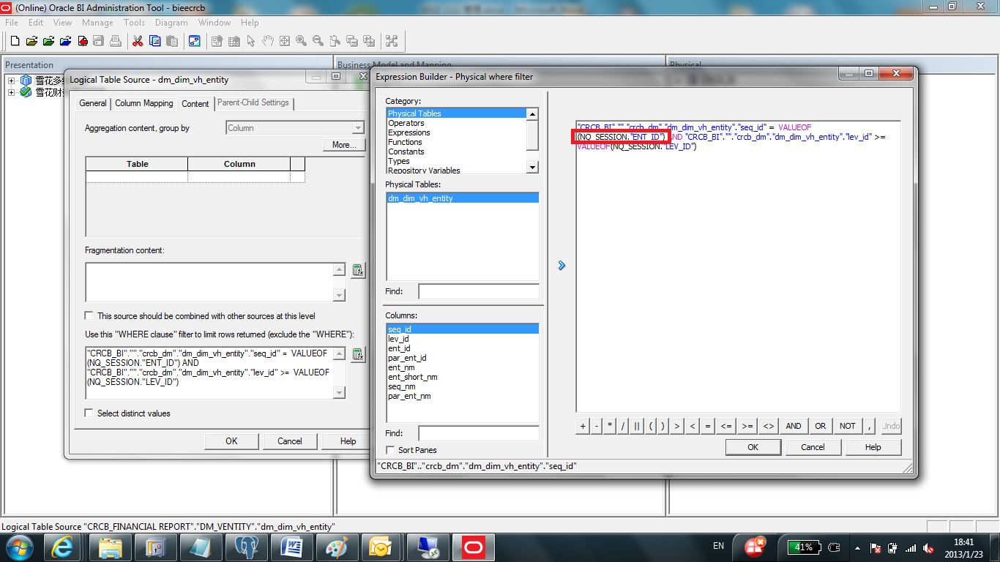 (Online) Oracle BI Administration Tool - bieecrcb
File Edit View Manage Tools Diagram Window Help
Presentation
Business Model and Mapping
Physical
雪花多
雪花财
Logical Table Source - dm_dim_vh_entity
General Column Mapping Content Parent-Child Settings
Aggregation content, group by Column
More...
Table Column
Fragmentation content:
This source should be combined with other sources at this level
Use this "WHERE clause" filter to limit rows returned (exclude the "WHERE"):
"CRCB_BI".""."crcb_dm"."dm_dim_vh_entity"."seq_id" = VALUEOF
(NQ_SESSION."ENT_ID") AND
"CRCB_BI".""."crcb_dm"."dm_dim_vh_entity"."lev_id" >= VALUEOF
(NQ_SESSION."LEV_ID")
Select distinct values
OK Cancel Help
Expression Builder - Physical where filter
Category:
Physical Tables
Operators
Expressions
Functions
Constants
Types
Repository Variables
Physical Tables:
dm_dim_vh_entity
Find:
Columns:
seq_id
lev_id
ent_id
par_ent_id
ent_nm
ent_short_nm
seq_nm
par_ent_nm
Find:
Sort Panes
"CRCB_BI".""."crcb_dm"."dm_dim_vh_entity"."seq_id" = VALUEOF
(NQ_SESSION."ENT_ID") AND "CRCB_BI".""."crcb_dm"."dm_dim_vh_entity"."lev_id" >=
VALUEOF(NQ_SESSION."LEV_ID")
+ - * / || ( ) > < = <= >= <> AND OR NOT , Undo
OK Cancel Help
"CRCB_BI".."crcb_dm"."dm_dim_vh_entity"."seq_id"
Logical Table Source "CRCB_FINANCIAL REPORT"."DM_VENTITY"."dm_dim_vh_entity"
EN
41%
18:41
2013/1/23